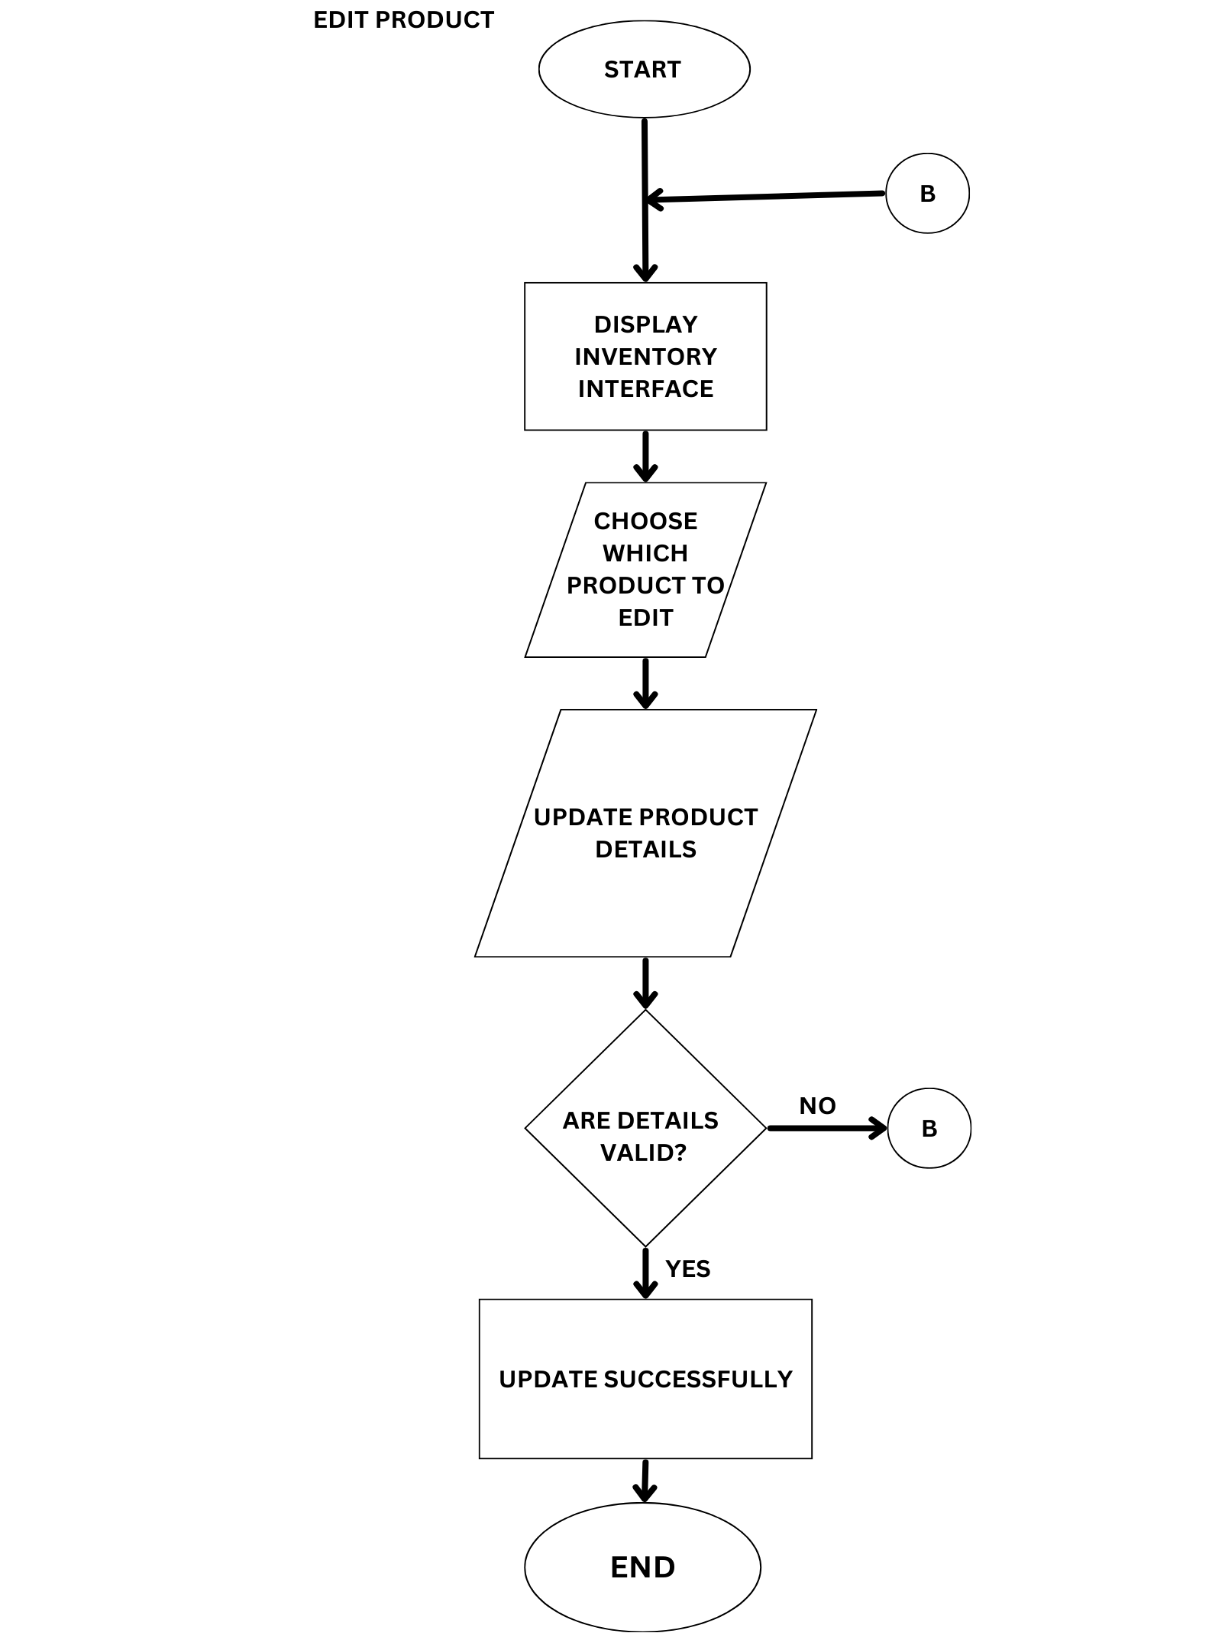 EDIT PRODUCT
START
B
DISPLAY
INVENTORY
INTERFACE
CHOOSE
WHICH
PRODUCT TO
EDIT
UPDATE PRODUCT
DETAILS
ARE DETAILS
VALID?
NO
B
YES
UPDATE SUCCESSFULLY
END